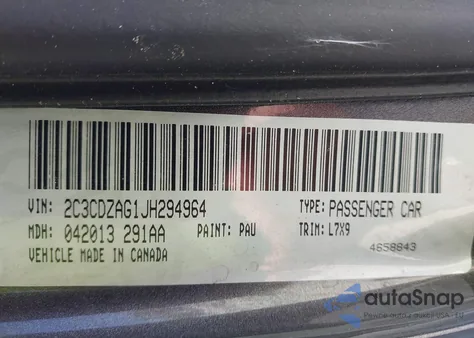 VIN: 2C3CDZAG1JH294964 TYPE: PASSENGER CAR
MDH: 042013 291AA PAINT: PAU TRIM: L7X9
VEHICLE MADE IN CANADA 4658843
autoSnap